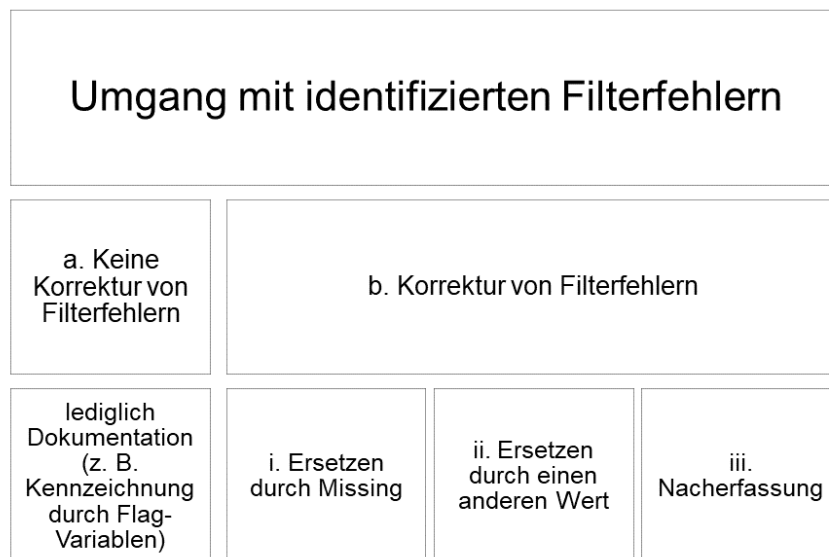 Umgang mit identifizierten Filterfehlern
a. Keine
Korrektur von
Filterfehlern
b. Korrektur von Filterfehlern
lediglich
Dokumentation
(z. B.
Kennzeichnung
durch Flag-
Variablen)
i. Ersetzen
durch Missing
ii. Ersetzen
durch einen
anderen Wert
iii.
Nacherfassung